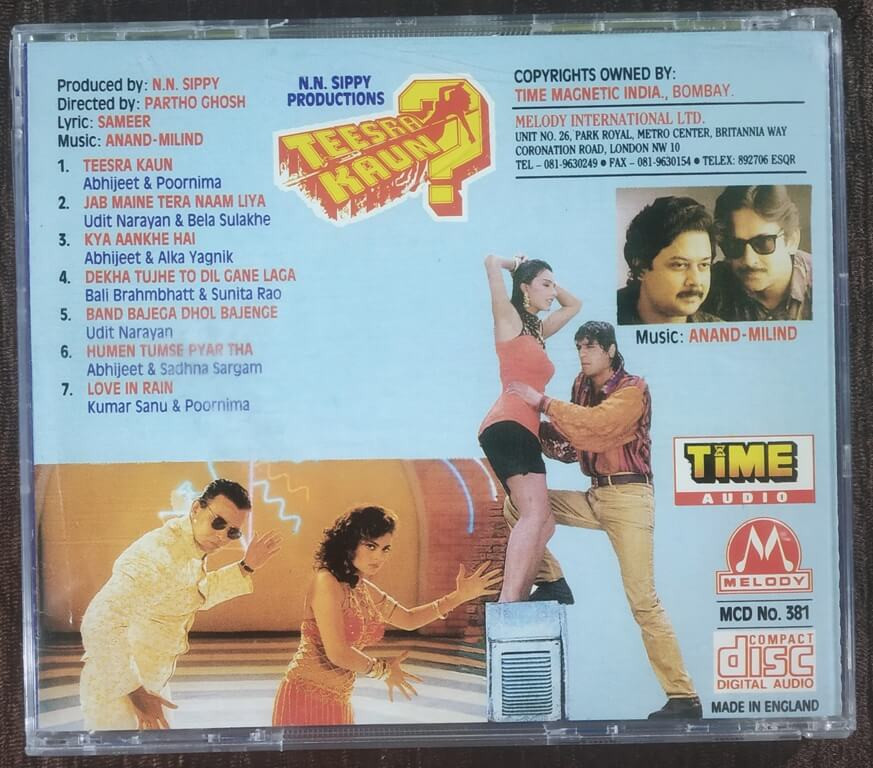 Produced by: N.N. SIPPY
Directed by: PARTHO GHOSH
Lyric: SAMEER
Music: ANAND-MILIND
1. TEESRA KAUN
Abhijeet & Poornima
2. JAB MAINE TERA NAAM LIYA
Udit Narayan & Bela Sulakhe
3. KYA AANKHE HAI
Abhijeet & Alka Yagnik
4. DEKHA TUJHE TO DIL GANE LAGA
Bali Brahmbhatt & Sunita Rao
5. BAND BAJEGA DHOL BAJENGE
Udit Narayan
6. HUMEN TUMSE PYAR THA
Abhijeet & Sadhna Sargam
7. LOVE IN RAIN
Kumar Sanu & Poornima
N.N. SIPPY
PRODUCTIONS
TEESRA
KAUN
?
COPYRIGHTS OWNED BY:
TIME MAGNETIC INDIA., BOMBAY.
MELODY INTERNATIONAL LTD.
UNIT NO. 26, PARK ROYAL, METRO CENTER, BRITANNIA WAY
CORONATION ROAD, LONDON NW 10
TEL – 081-9630249 • FAX – 081-9630154 • TELEX: 892706 ESQR
Music: ANAND-MILIND
TIME
AUDIO
MELODY
MCD No. 381
COMPACT
disc
DIGITAL AUDIO
MADE IN ENGLAND